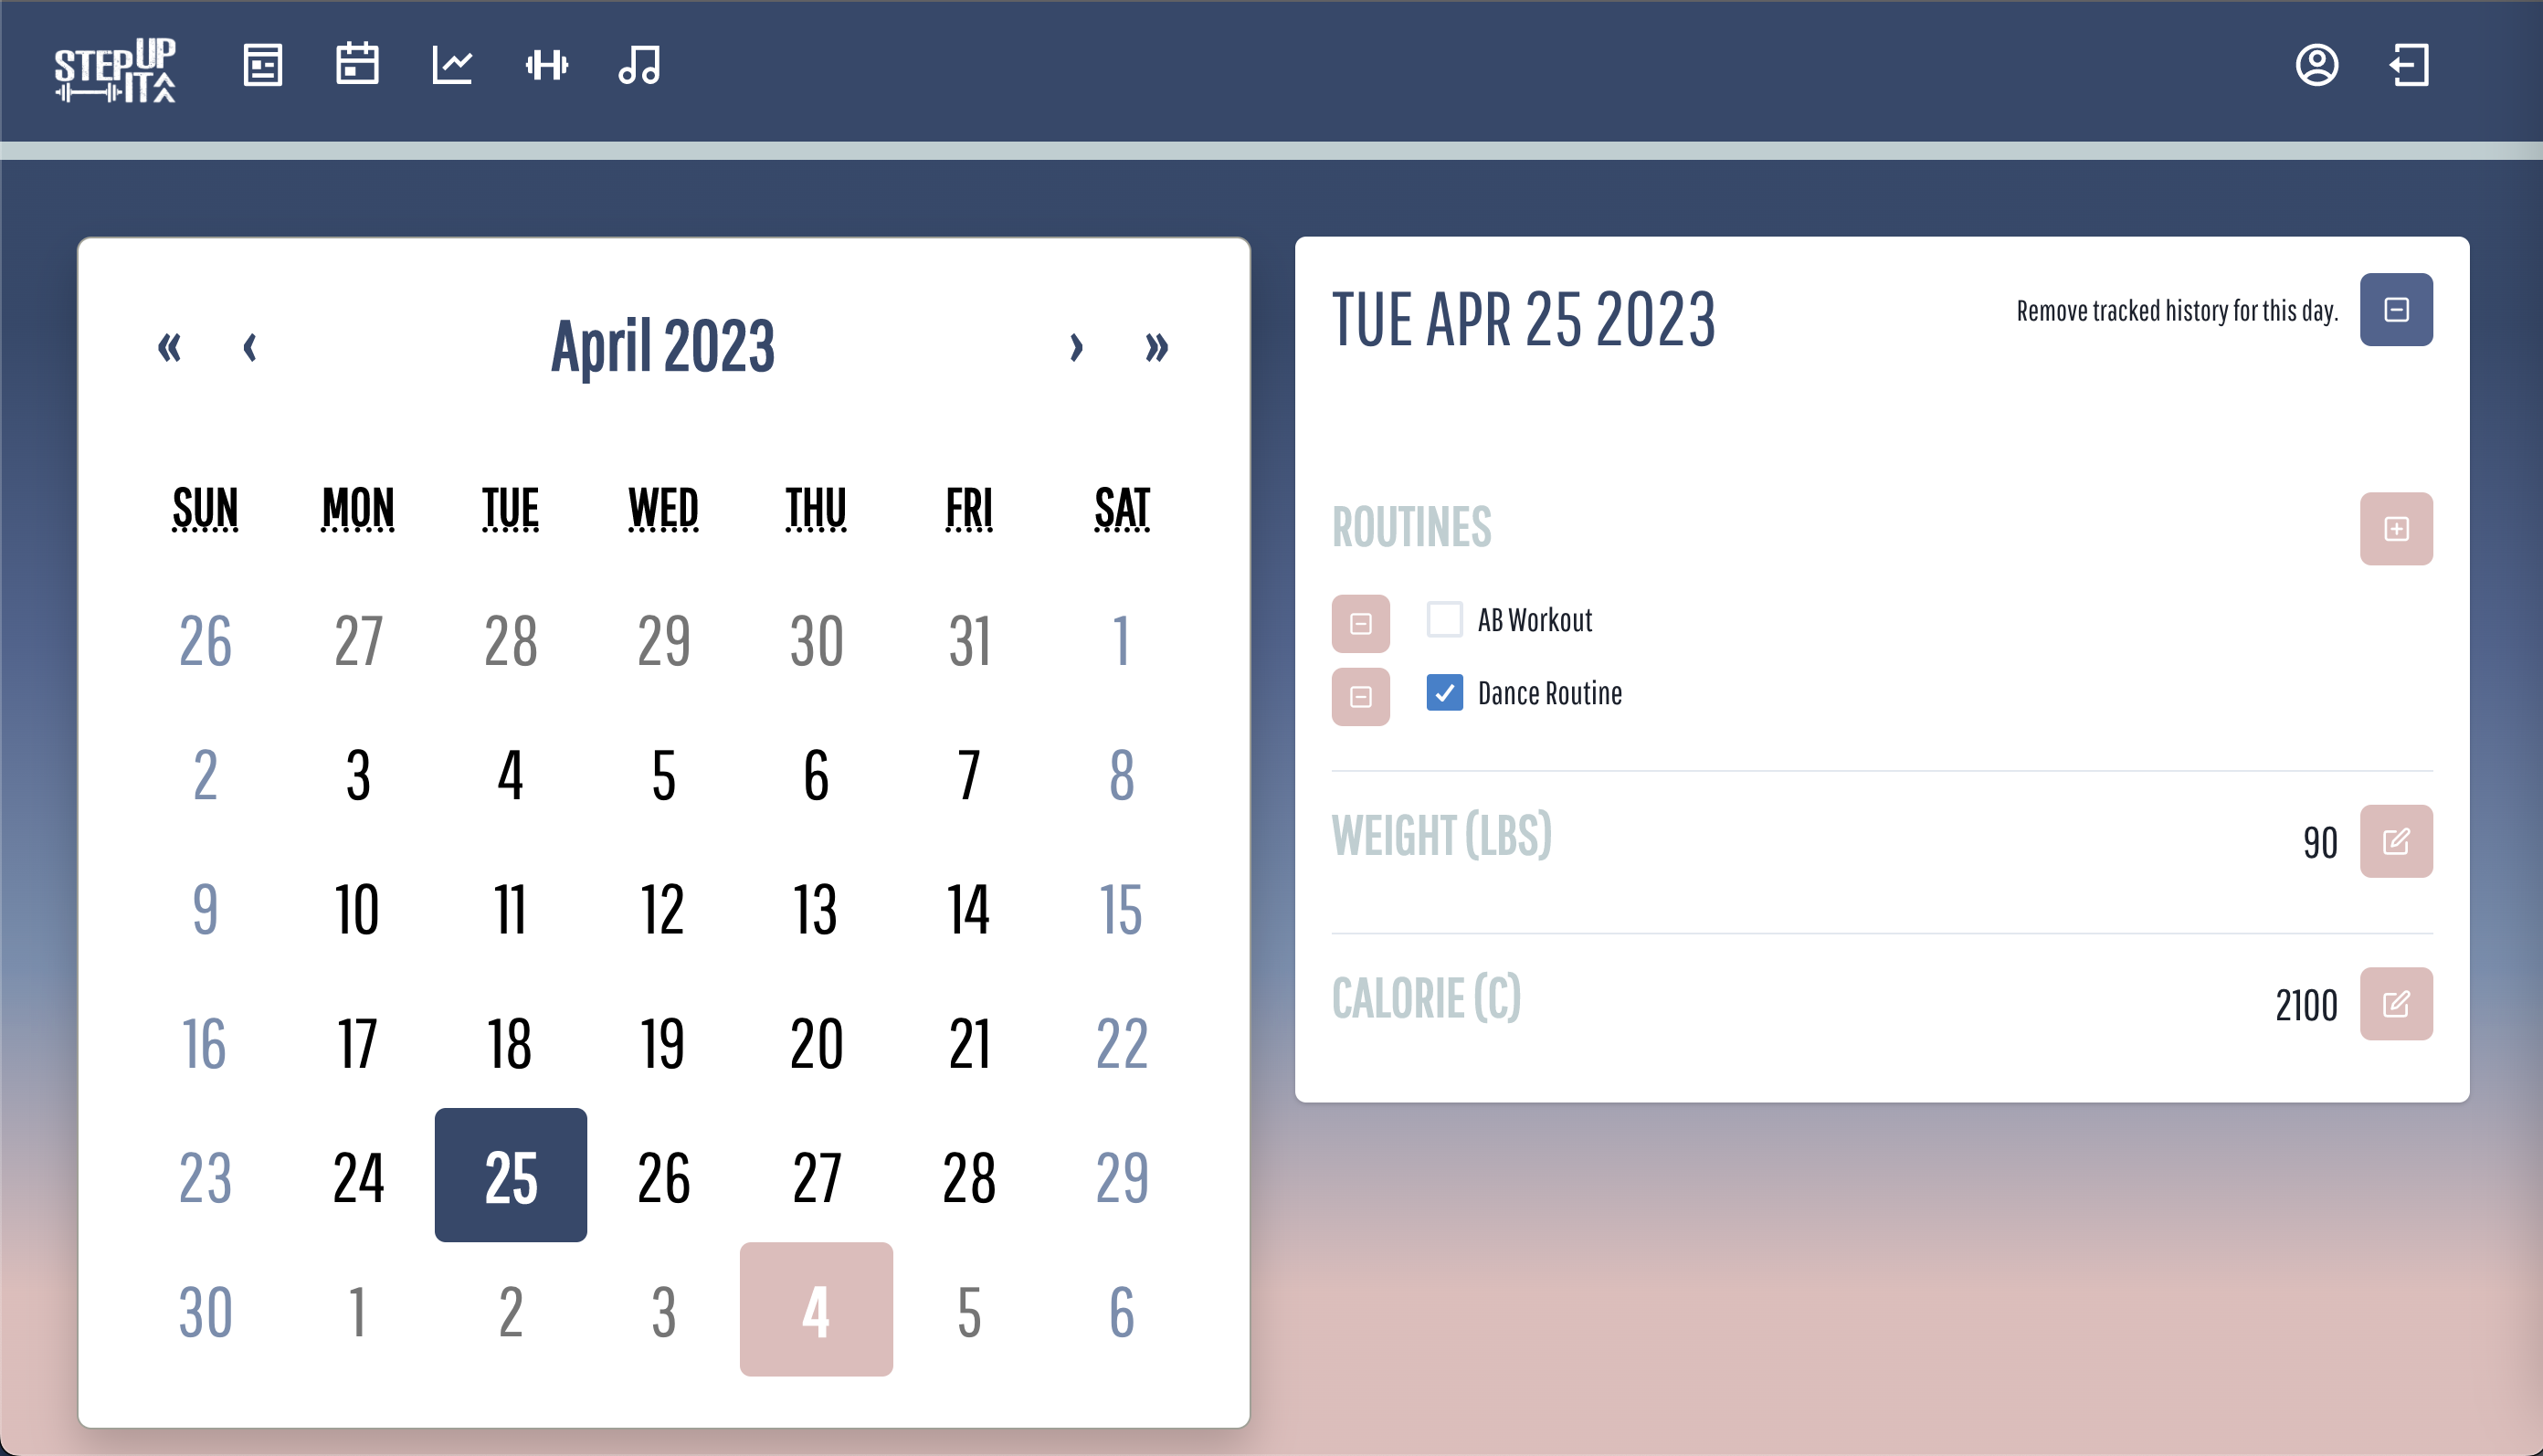 STEP UP
IT
« ‹ April 2023 › »
SUN MON TUE WED THU FRI SAT
26 27 28 29 30 31 1
2 3 4 5 6 7 8
9 10 11 12 13 14 15
16 17 18 19 20 21 22
23 24 25 26 27 28 29
30 1 2 3 4 5 6
TUE APR 25 2023
Remove tracked history for this day.
ROUTINES
AB Workout
Dance Routine
WEIGHT (LBS) 90
CALORIE (C) 2100